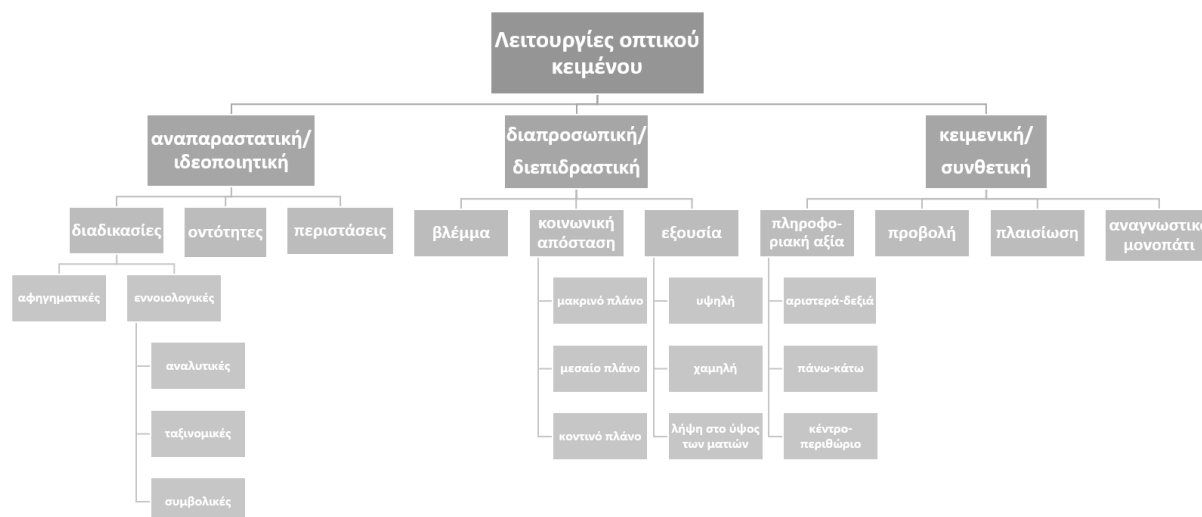 Λειτουργίες οπτικού
κειμένου
αναπαραστατική/
ιδεοποιητική
διαπροσωπική/
διεπιδραστική
κειμενική/
συνθετική
διαδικασίες
οντότητες
περιστάσεις
βλέμμα
κοινωνική
απόσταση
εξουσία
πληροφο-
ριακή αξία
προβολή
πλαισίωση
αναγνωστικό
μονοπάτι
αφηγηματικές
εννοιολογικές
μακρινό πλάνο
υψηλή
αριστερά-δεξιά
αναλυτικές
μεσαίο πλάνο
χαμηλή
πάνω-κάτω
ταξινομικές
κοντινό πλάνο
λήψη στο ύψος
των ματιών
κέντρο-
περιθώριο
συμβολικές